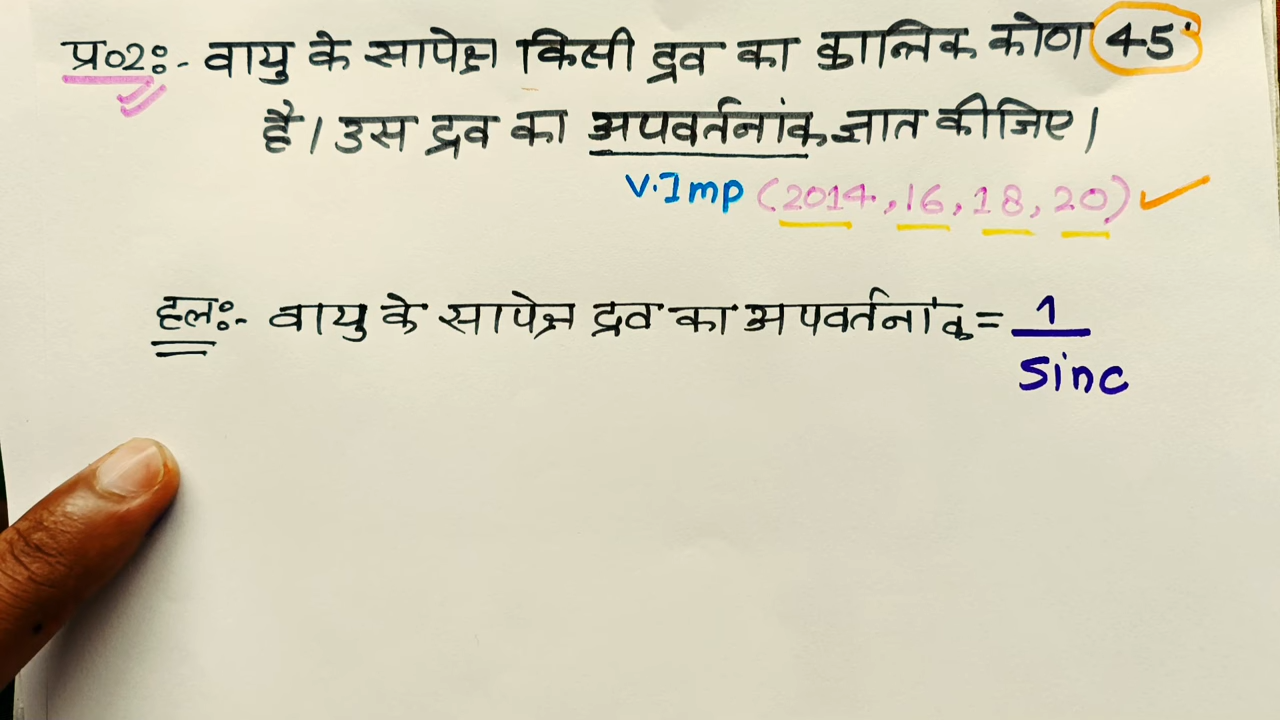 प्र०2ः- वायु के सापेक्ष किसी द्रव का क्रान्तिक कोण 45°
है। उस द्रव का अपवर्तनांक ज्ञात कीजिए।
V.Imp (2014, 16, 18, 20) ✓
हलः- वायु के सापेक्ष द्रव का अपवर्तनांक = 1
Sinc